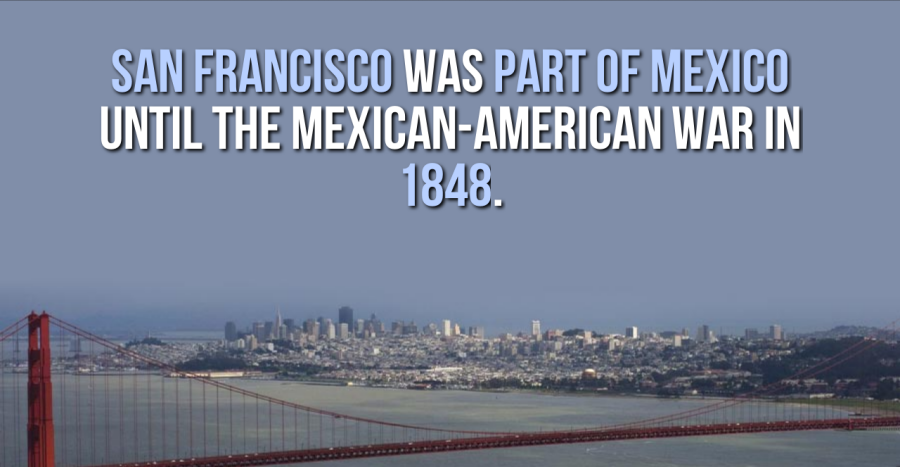 SAN FRANCISCO WAS PART OF MEXICO
UNTIL THE MEXICAN-AMERICAN WAR IN
1848.